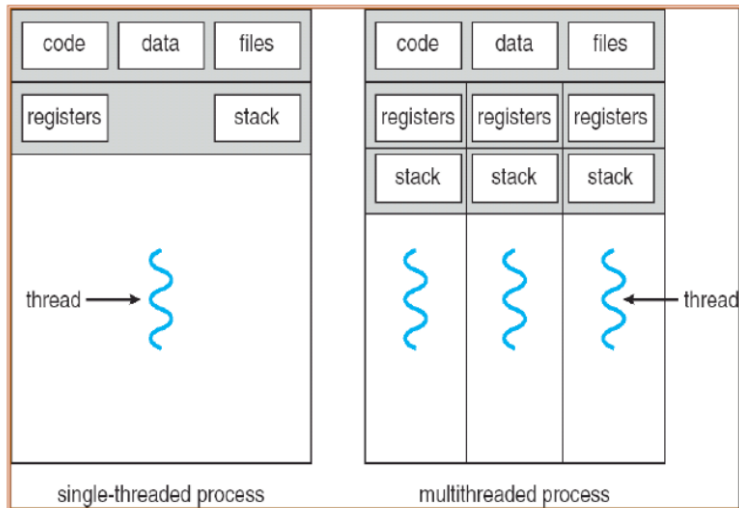 code data files code data files
registers stack registers registers registers
stack stack stack
thread thread
single-threaded process multithreaded process